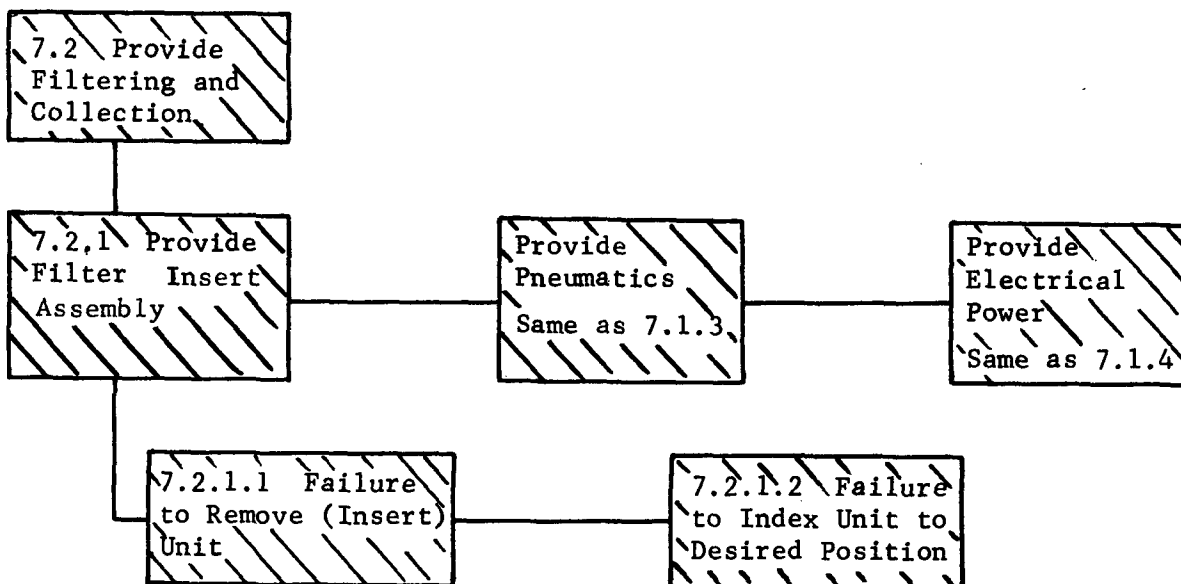 7.2 Provide
Filtering and
Collection
7.2.1 Provide
Filter Insert
Assembly
Provide
Pneumatics
Same as 7.1.3
Provide
Electrical
Power
Same as 7.1.4
7.2.1.1 Failure
to Remove (Insert)
Unit
7.2.1.2 Failure
to Index Unit to
Desired Position